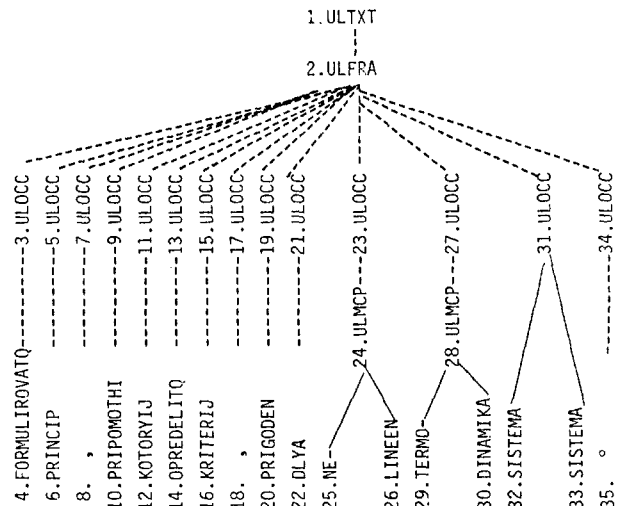 1.ULTXT
2.ULFRA
3.ULOCC
5.ULOCC
7.ULOCC
9.ULOCC
11.ULOCC
13.ULOCC
15.ULOCC
17.ULOCC
19.ULOCC
21.ULOCC
23.ULOCC
27.ULOCC
31.ULOCC
34.ULOCC
24.ULMCP
28.ULMCP
4.FORMULIROVATQ
6.PRINCIP
8. ,
10.PRIPOMOTHI
12.KOTORYIJ
14.OPREDELITQ
16.KRITERIJ
18. ,
20.PRIGODEN
22.DLYA
25.NE-
26.LINEEN
29.TERMO-
30.DINAMIKA
32.SISTEMA
33.SISTEMA
35. °